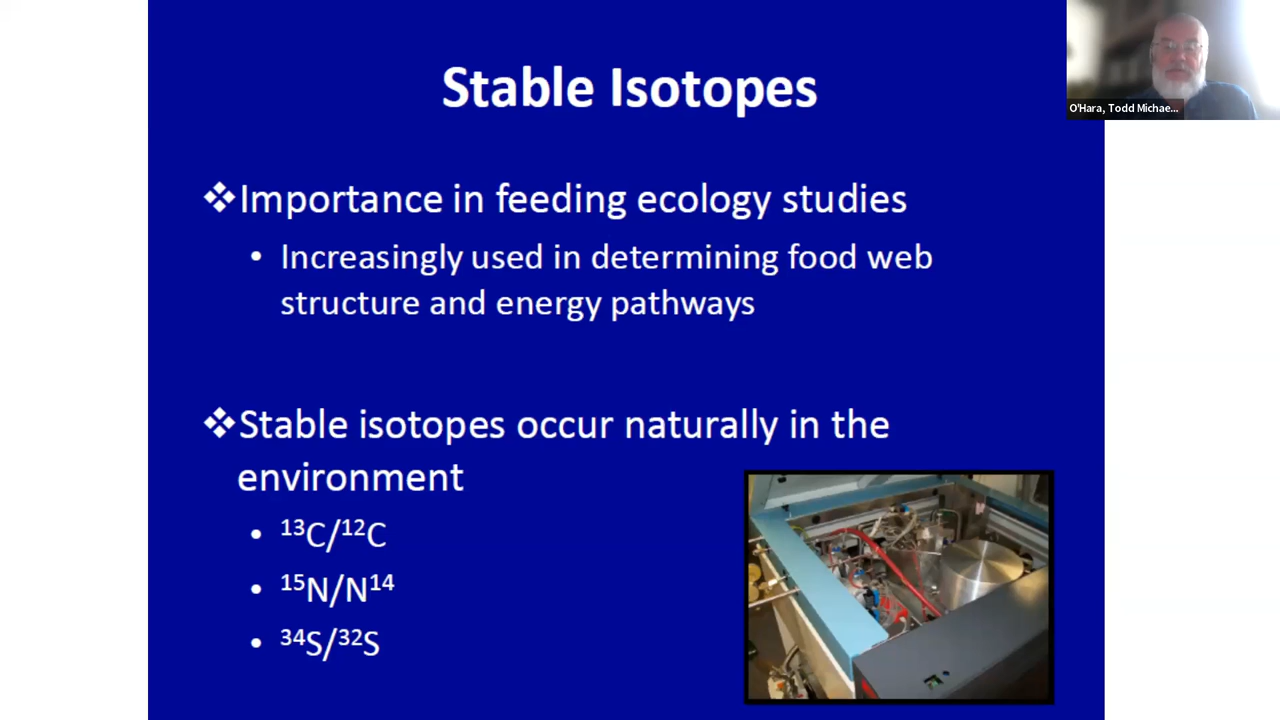 Stable Isotopes
O'Hara, Todd Michae...
❖Importance in feeding ecology studies
• Increasingly used in determining food web
structure and energy pathways
❖Stable isotopes occur naturally in the
environment
• ¹³C/¹²C
• ¹⁵N/N¹⁴
• ³⁴S/³²S